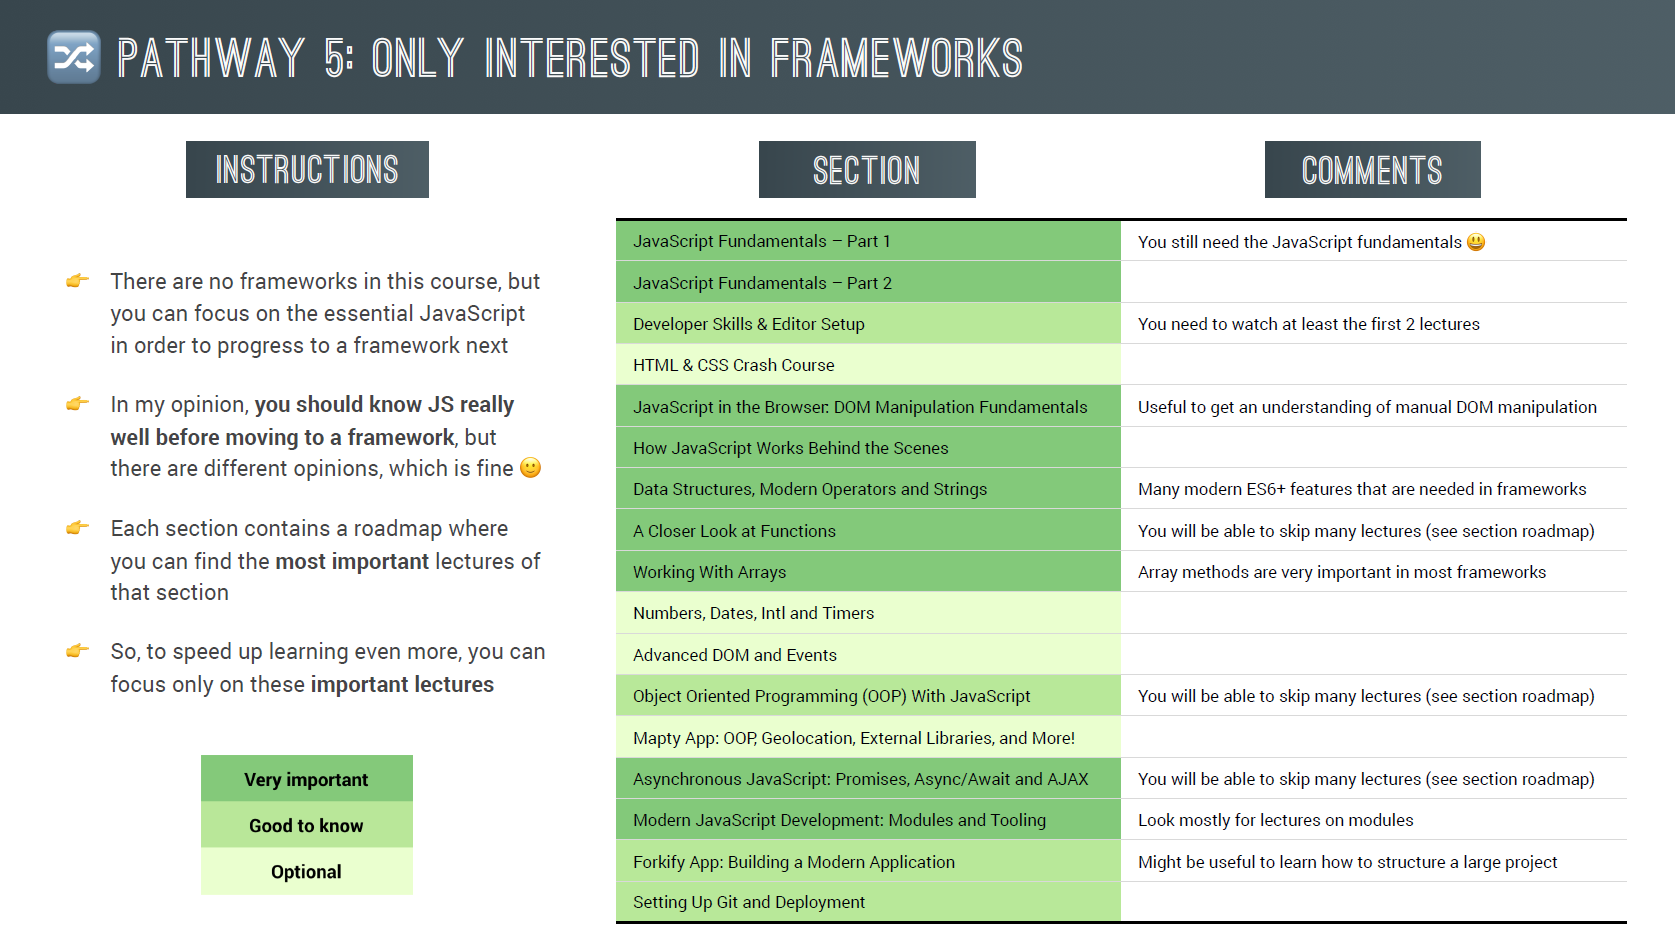 PATHWAY 5: ONLY INTERESTED IN FRAMEWORKS
INSTRUCTIONS
There are no frameworks in this course, but
you can focus on the essential JavaScript
in order to progress to a framework next
In my opinion, you should know JS really
well before moving to a framework, but
there are different opinions, which is fine 🙂
Each section contains a roadmap where
you can find the most important lectures of
that section
So, to speed up learning even more, you can
focus only on these important lectures
Very important
Good to know
Optional
SECTION
COMMENTS
JavaScript Fundamentals – Part 1
You still need the JavaScript fundamentals 😃
JavaScript Fundamentals – Part 2
Developer Skills & Editor Setup
You need to watch at least the first 2 lectures
HTML & CSS Crash Course
JavaScript in the Browser: DOM Manipulation Fundamentals
Useful to get an understanding of manual DOM manipulation
How JavaScript Works Behind the Scenes
Data Structures, Modern Operators and Strings
Many modern ES6+ features that are needed in frameworks
A Closer Look at Functions
You will be able to skip many lectures (see section roadmap)
Working With Arrays
Array methods are very important in most frameworks
Numbers, Dates, Intl and Timers
Advanced DOM and Events
Object Oriented Programming (OOP) With JavaScript
You will be able to skip many lectures (see section roadmap)
Mapty App: OOP, Geolocation, External Libraries, and More!
Asynchronous JavaScript: Promises, Async/Await and AJAX
You will be able to skip many lectures (see section roadmap)
Modern JavaScript Development: Modules and Tooling
Look mostly for lectures on modules
Forkify App: Building a Modern Application
Might be useful to learn how to structure a large project
Setting Up Git and Deployment